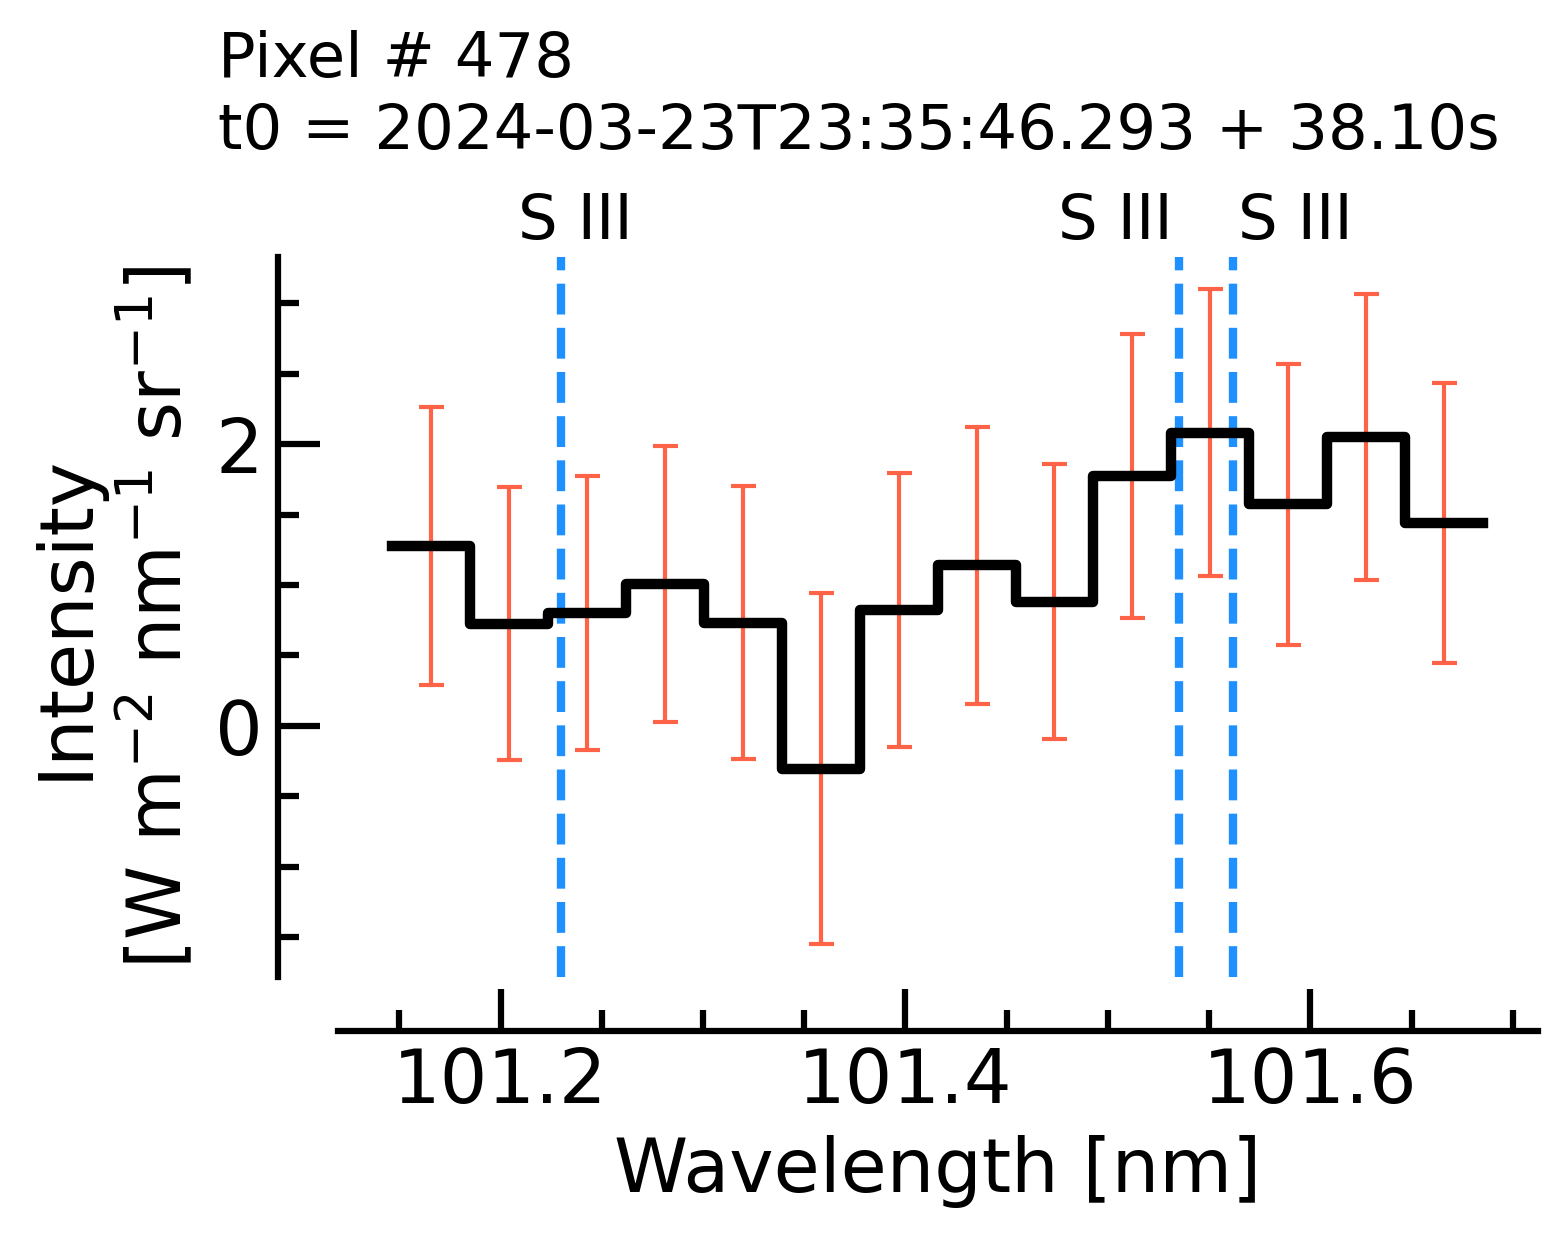 Pixel # 478
t0 = 2024-03-23T23:35:46.293 + 38.10s
S III S III S III
Intensity
[W m⁻² nm⁻¹ sr⁻¹]
2
0
101.2 101.4 101.6
Wavelength [nm]